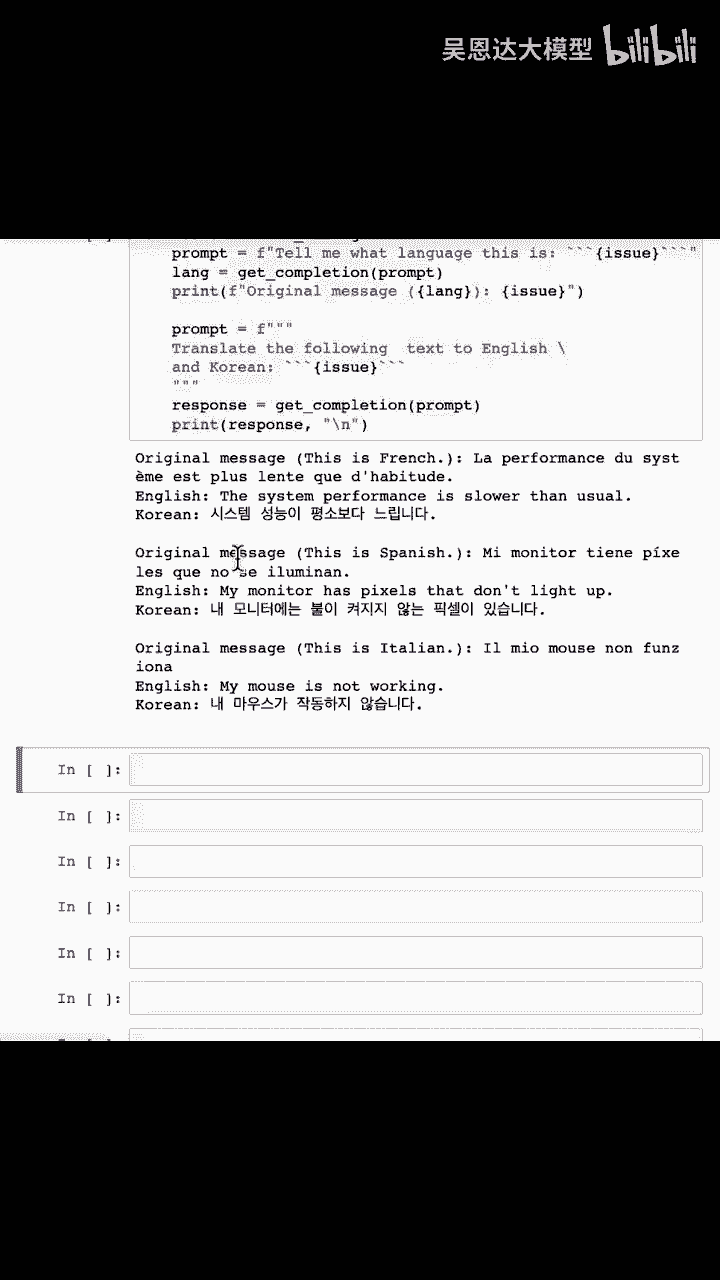 吴恩达大模型 bilibili
prompt = f"Tell me what language this is: ```{issue}```"
lang = get_completion(prompt)
print(f"Original message ({lang}): {issue}")
prompt = f"""
Translate the following  text to English \
and Korean: ```{issue}```
"""
response = get_completion(prompt)
print(response, "\n")
Original message (This is French.): La performance du syst
ème est plus lente que d'habitude.
English: The system performance is slower than usual.
Korean: 시스템 성능이 평소보다 느립니다.
Original message (This is Spanish.): Mi monitor tiene píxe
les que no se iluminan.
English: My monitor has pixels that don't light up.
Korean: 내 모니터에는 불이 켜지지 않는 픽셀이 있습니다.
Original message (This is Italian.): Il mio mouse non funz
iona
English: My mouse is not working.
Korean: 내 마우스가 작동하지 않습니다.
In [ ]:
In [ ]:
In [ ]:
In [ ]:
In [ ]:
In [ ]: